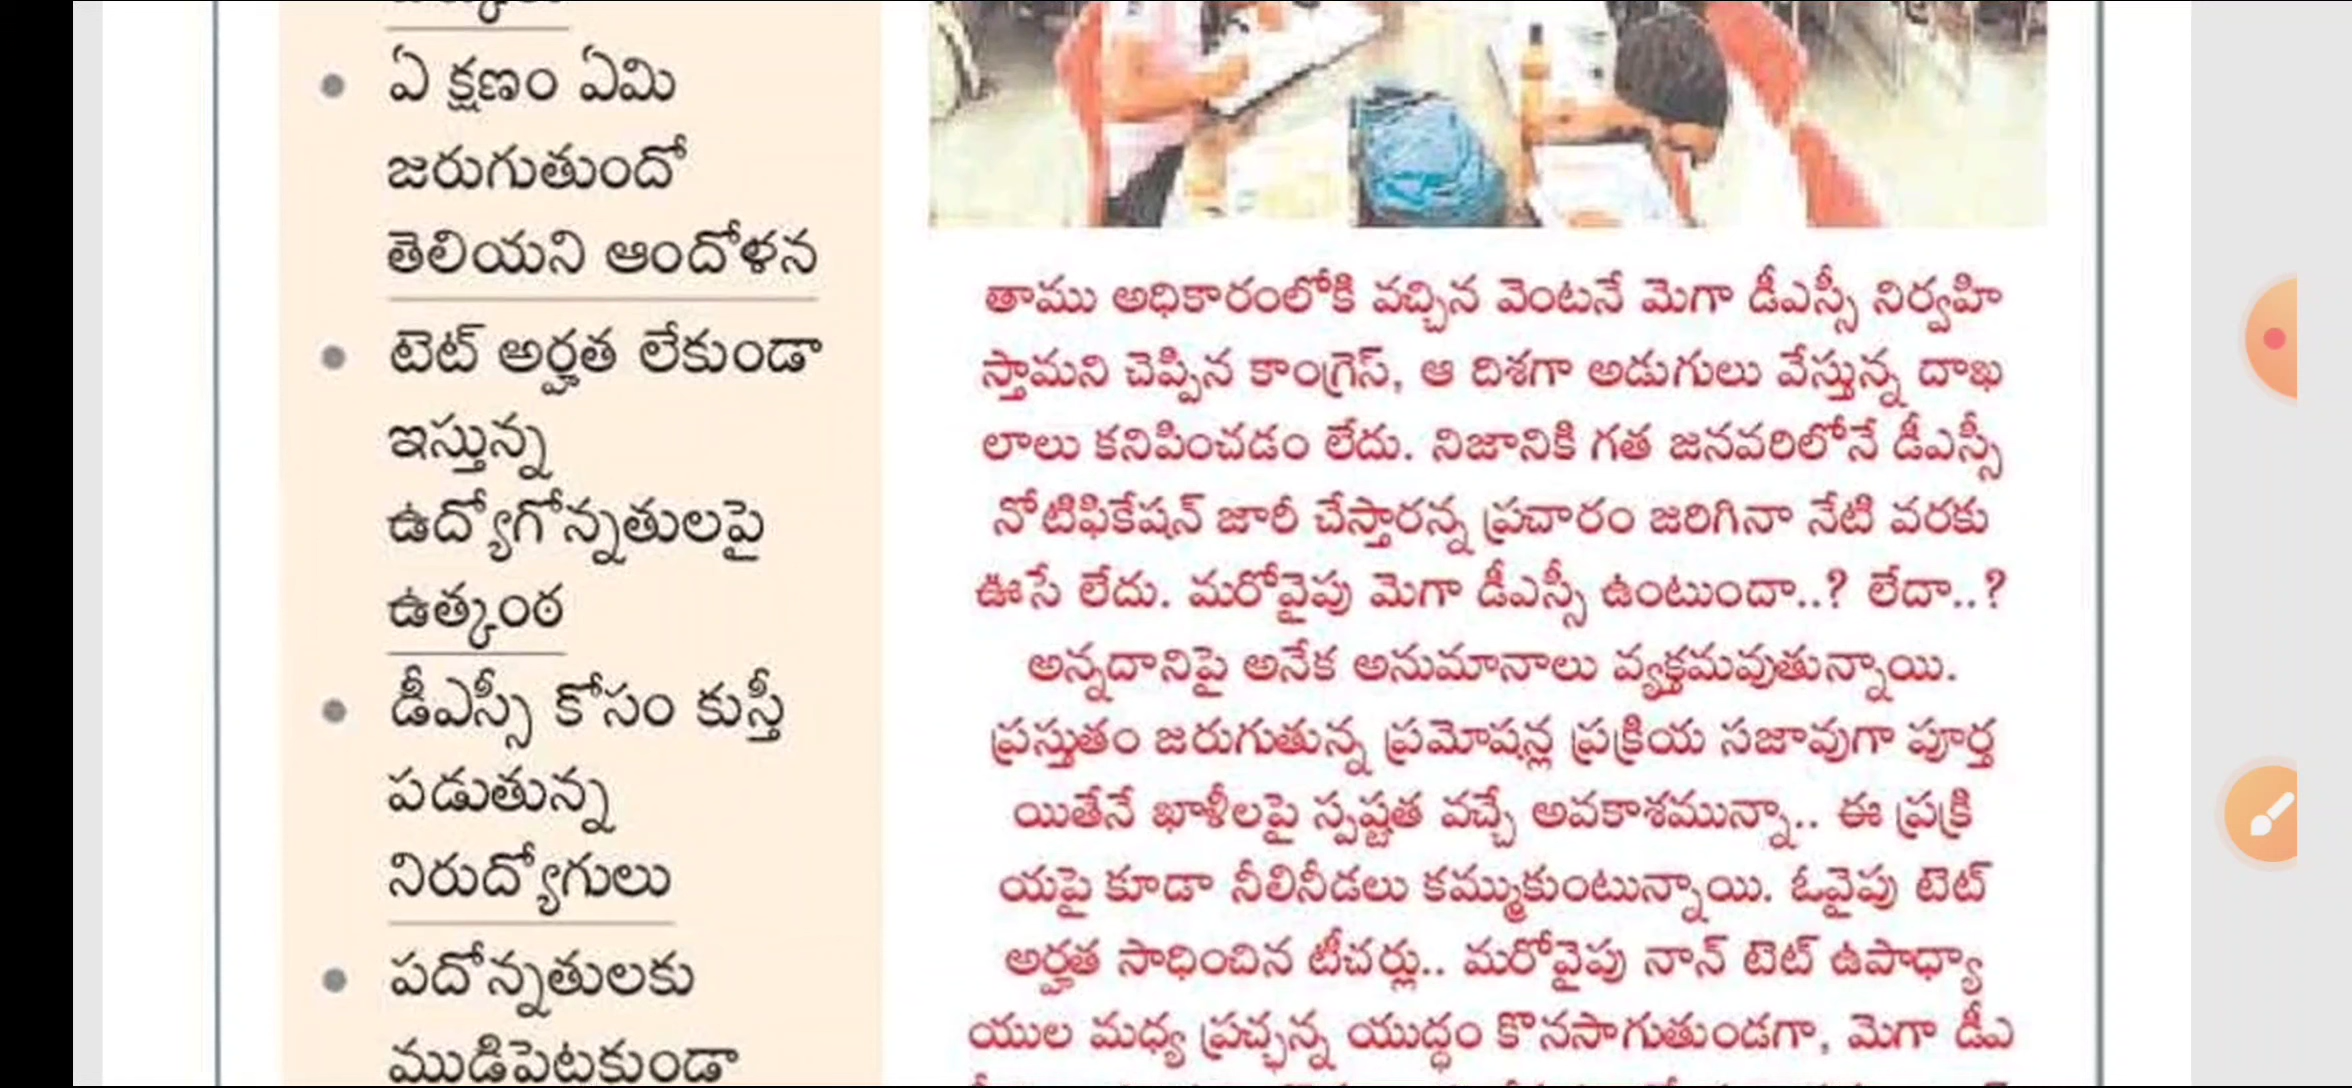 ఏ క్షణం ఏమి
జరుగుతుందో
తెలియని ఆందోళన
టెట్ అర్హత లేకుండా
ఇస్తున్న
ఉద్యోగోన్నతులపై
ఉత్కంఠ
డీఎస్సీ కోసం కుస్తీ
పడుతున్న
నిరుద్యోగులు
పదోన్నతులకు
ముడిపెటకుండా
తాము అధికారంలోకి వచ్చిన వెంటనే మెగా డీఎస్సీ నిర్వహి
స్తామని చెప్పిన కాంగ్రెస్, ఆ దిశగా అడుగులు వేస్తున్న దాఖ
లాలు కనిపించడం లేదు. నిజానికి గత జనవరిలోనే డీఎస్సీ
నోటిఫికేషన్ జారీ చేస్తారన్న ప్రచారం జరిగినా నేటి వరకు
ఊసే లేదు. మరోవైపు మెగా డీఎస్సీ ఉంటుందా..? లేదా..?
అన్నదానిపై అనేక అనుమానాలు వ్యక్తమవుతున్నాయి.
ప్రస్తుతం జరుగుతున్న ప్రమోషన్ల ప్రక్రియ సజావుగా పూర్త
యితేనే ఖాళీలపై స్పష్టత వచ్చే అవకాశమున్నా.. ఈ ప్రక్రి
యపై కూడా నీలినీడలు కమ్ముకుంటున్నాయి. ఓవైపు టెట్
అర్హత సాధించిన టీచర్లు.. మరోవైపు నాన్ టెట్ ఉపాధ్యా
యుల మధ్య ప్రచ్ఛన్న యుద్ధం కొనసాగుతుండగా, మెగా డీఎ